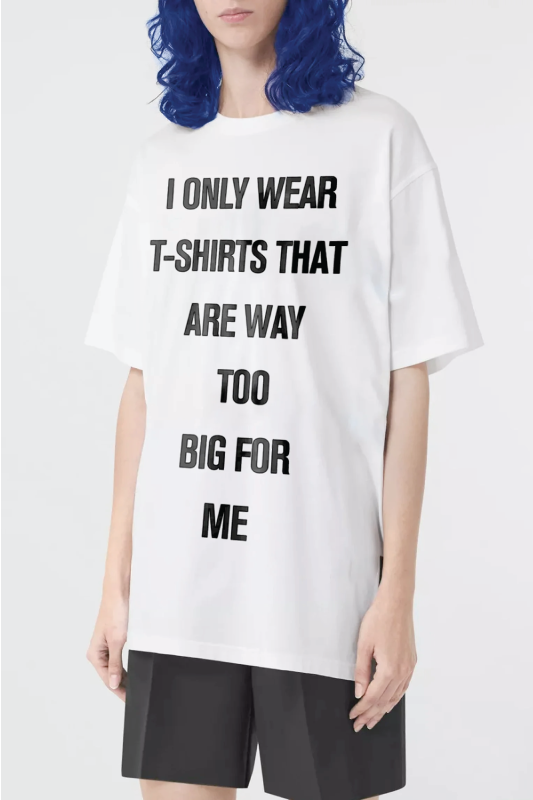 I ONLY WEAR
T-SHIRTS THAT
ARE WAY
TOO
BIG FOR
ME